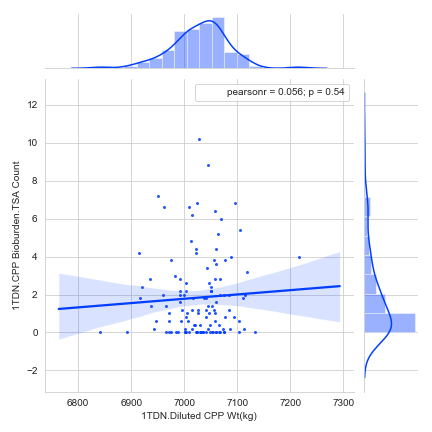 pearsonr = 0.056; p = 0.54
12
10
8
6
4
2
0
−2
1TDN.CPP Bioburden.TSA Count
6800 6900 7000 7100 7200 7300
1TDN.Diluted CPP Wt(kg)